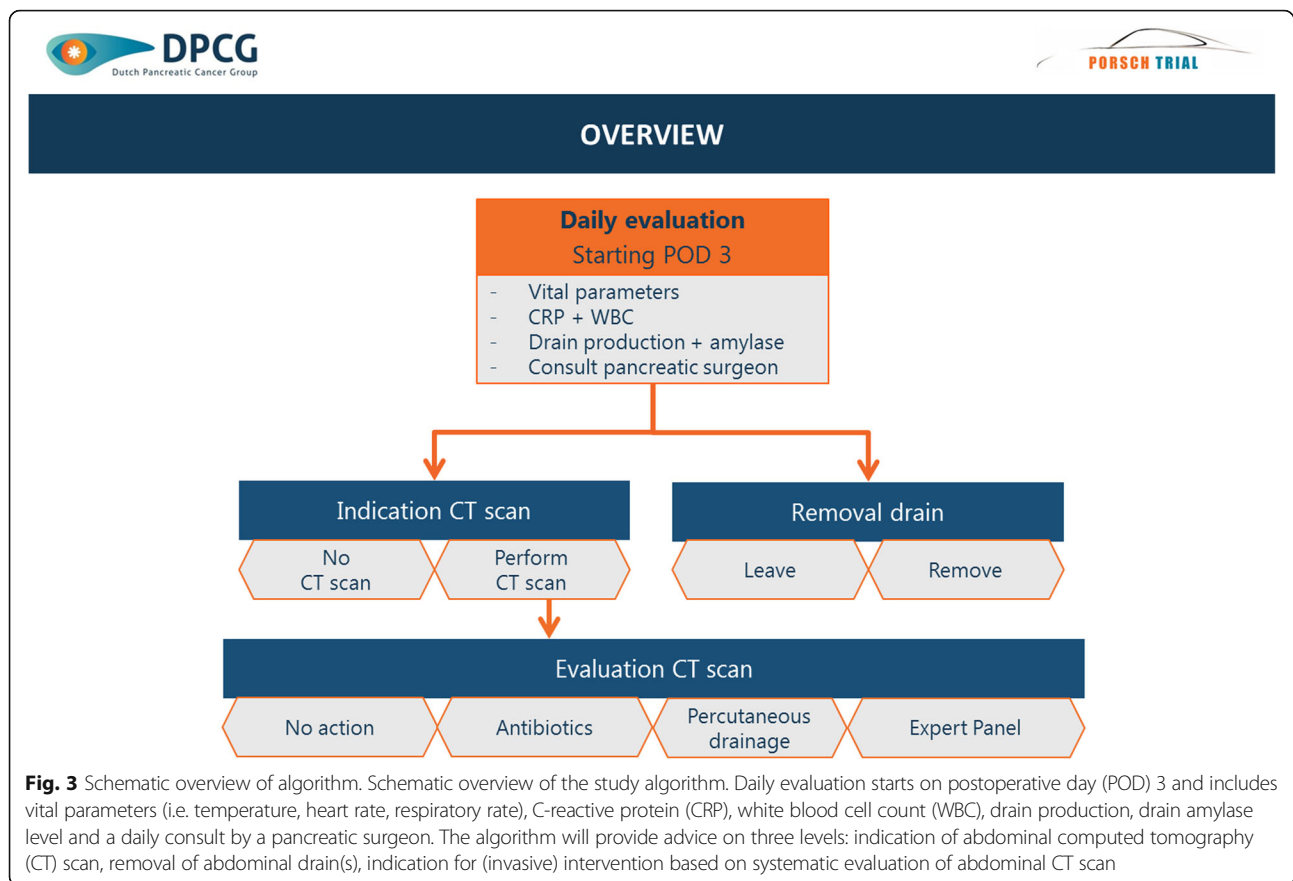 DPCG
Dutch Pancreatic Cancer Group
PORSCH TRIAL
OVERVIEW
Daily evaluation
Starting POD 3
- Vital parameters
- CRP + WBC
- Drain production + amylase
- Consult pancreatic surgeon
Indication CT scan
No
CT scan
Perform
CT scan
Removal drain
Leave
Remove
Evaluation CT scan
No action
Antibiotics
Percutaneous
drainage
Expert Panel
Fig. 3 Schematic overview of algorithm. Schematic overview of the study algorithm. Daily evaluation starts on postoperative day (POD) 3 and includes
vital parameters (i.e. temperature, heart rate, respiratory rate), C-reactive protein (CRP), white blood cell count (WBC), drain production, drain amylase
level and a daily consult by a pancreatic surgeon. The algorithm will provide advice on three levels: indication of abdominal computed tomography
(CT) scan, removal of abdominal drain(s), indication for (invasive) intervention based on systematic evaluation of abdominal CT scan